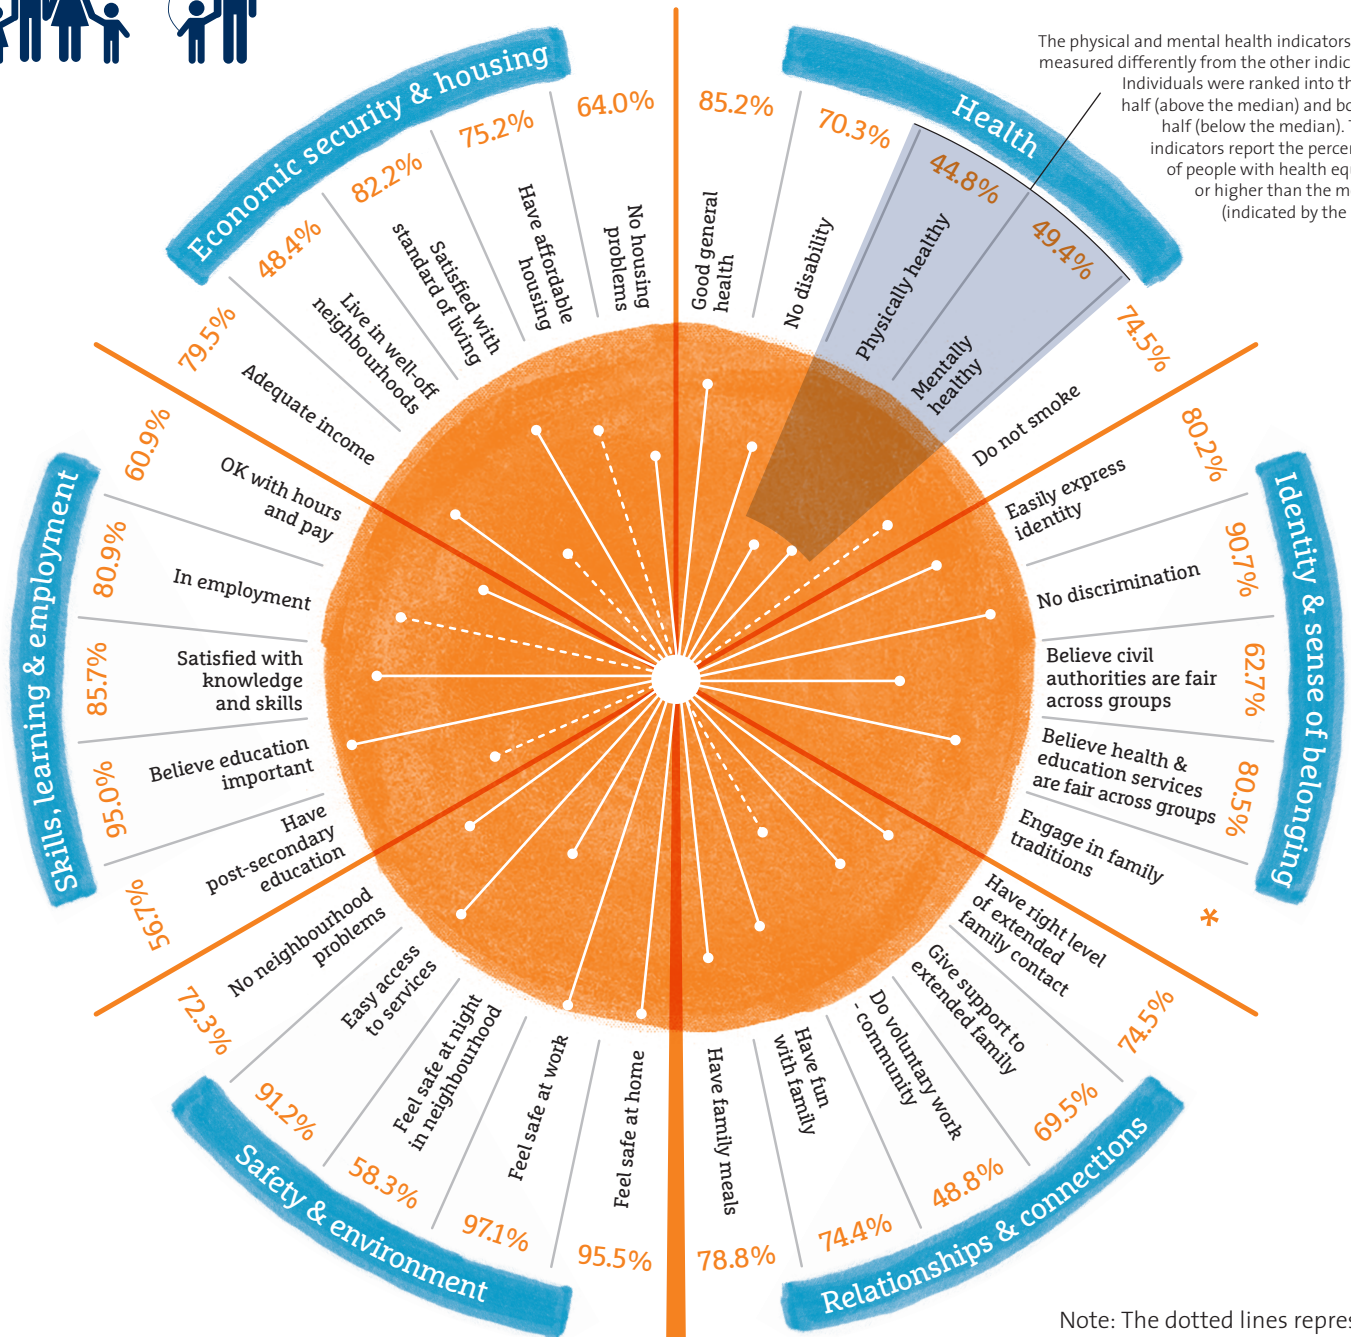 The physical and mental health indicators
measured differently from the other indic
Individuals were ranked into th
half (above the median) and bo
half (below the median). T
indicators report the percen
of people with health equ
or higher than the m
(indicated by the
Health
85.2%
Good general
health
70.3%
No disability
44.8%
Physically healthy
49.4%
Mentally
healthy
74.5%
Do not smoke
Identity & sense of belonging
80.2%
Easily express
identity
90.7%
No discrimination
62.7%
Believe civil
authorities are fair
across groups
80.5%
Believe health &
education services
are fair across groups
*
Engage in family
traditions
Relationships & connections
74.5%
Have right level
of extended
family contact
69.5%
Give support to
extended family
48.8%
Do voluntary work
- community
74.4%
Have fun
with family
78.8%
Have family meals
Safety & environment
95.5%
Feel safe at home
97.1%
Feel safe at work
58.3%
Feel safe at night
in neighbourhood
91.2%
Easy access
to services
72.3%
No neighbourhood
problems
Skills, learning & employment
56.7%
Have
post-secondary
education
95.0%
Believe education
important
85.7%
Satisfied with
knowledge
and skills
80.9%
In employment
60.9%
OK with hours
and pay
Economic security & housing
79.5%
Adequate income
48.4%
Live in well-off
neighbourhoods
82.2%
Satisfied with
standard of living
75.2%
Have affordable
housing
64.0%
No housing
problems
Note: The dotted lines repres